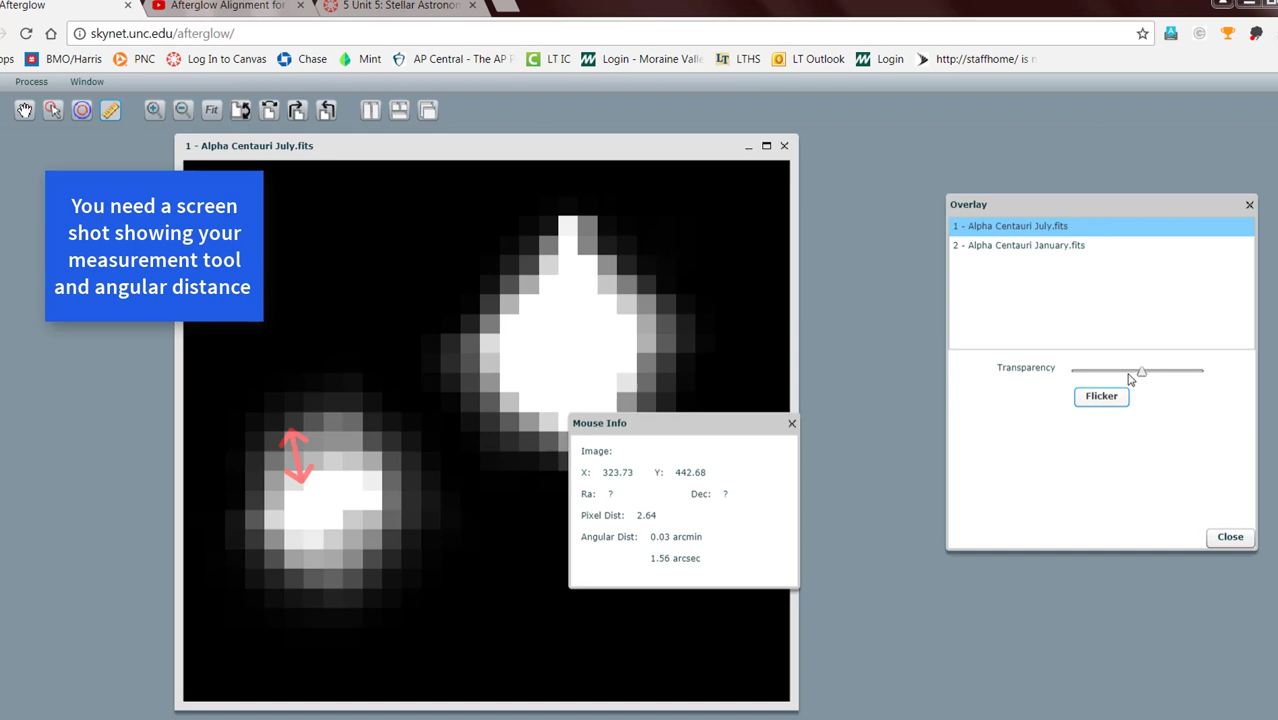 Afterglow
Afterglow Alignment for
5 Unit 5: Stellar Astronom
skynet.unc.edu/afterglow/
BMO/Harris
PNC
Log In to Canvas
Chase
Mint
AP Central - The AP P
LT IC
Login - Moraine Valle
LTHS
LT Outlook
Login
http://staffhome/ is n
Process Window
Fit
1 - Alpha Centauri July.fits
You need a screen
shot showing your
measurement tool
and angular distance
Mouse Info
Image:
X: 323.73 Y: 442.68
Ra: ? Dec: ?
Pixel Dist: 2.64
Angular Dist: 0.03 arcmin
1.56 arcsec
Overlay
1 - Alpha Centauri July.fits
2 - Alpha Centauri January.fits
Transparency
Flicker
Close